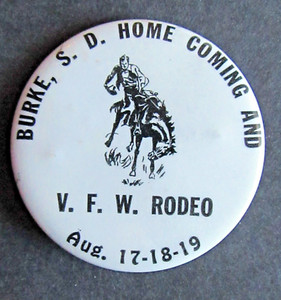 BURKE, S. D. HOME COMING AND
V. F. W. RODEO
Aug. 17-18-19